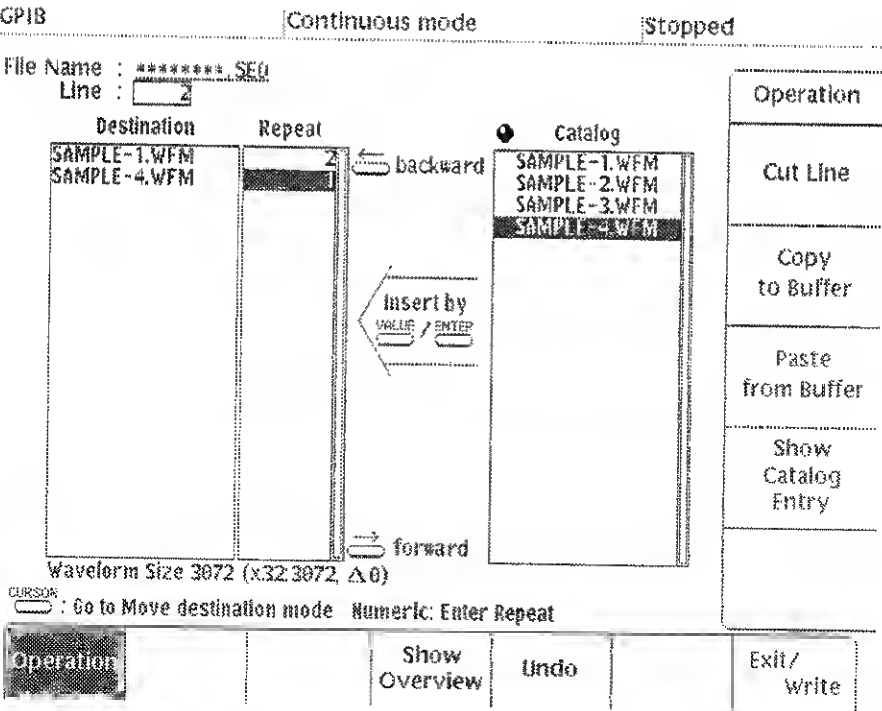 GPIB Continuous mode Stopped
File Name : ********.SEQ
Line : 2
Destination Repeat
SAMPLE-1.WFM 2
SAMPLE-4.WFM 1
backward
Insert by
VALUE / ENTER
forward
Catalog
SAMPLE-1.WFM
SAMPLE-2.WFM
SAMPLE-3.WFM
SAMPLE-4.WFM
Waveform Size 3072 (x32:3072, Δ0)
CURSOR : Go to Move destination mode Numeric: Enter Repeat
Operation
Cut Line
Copy
to Buffer
Paste
from Buffer
Show
Catalog
Entry
Operation
Show
Overview
Undo
Exit/
Write